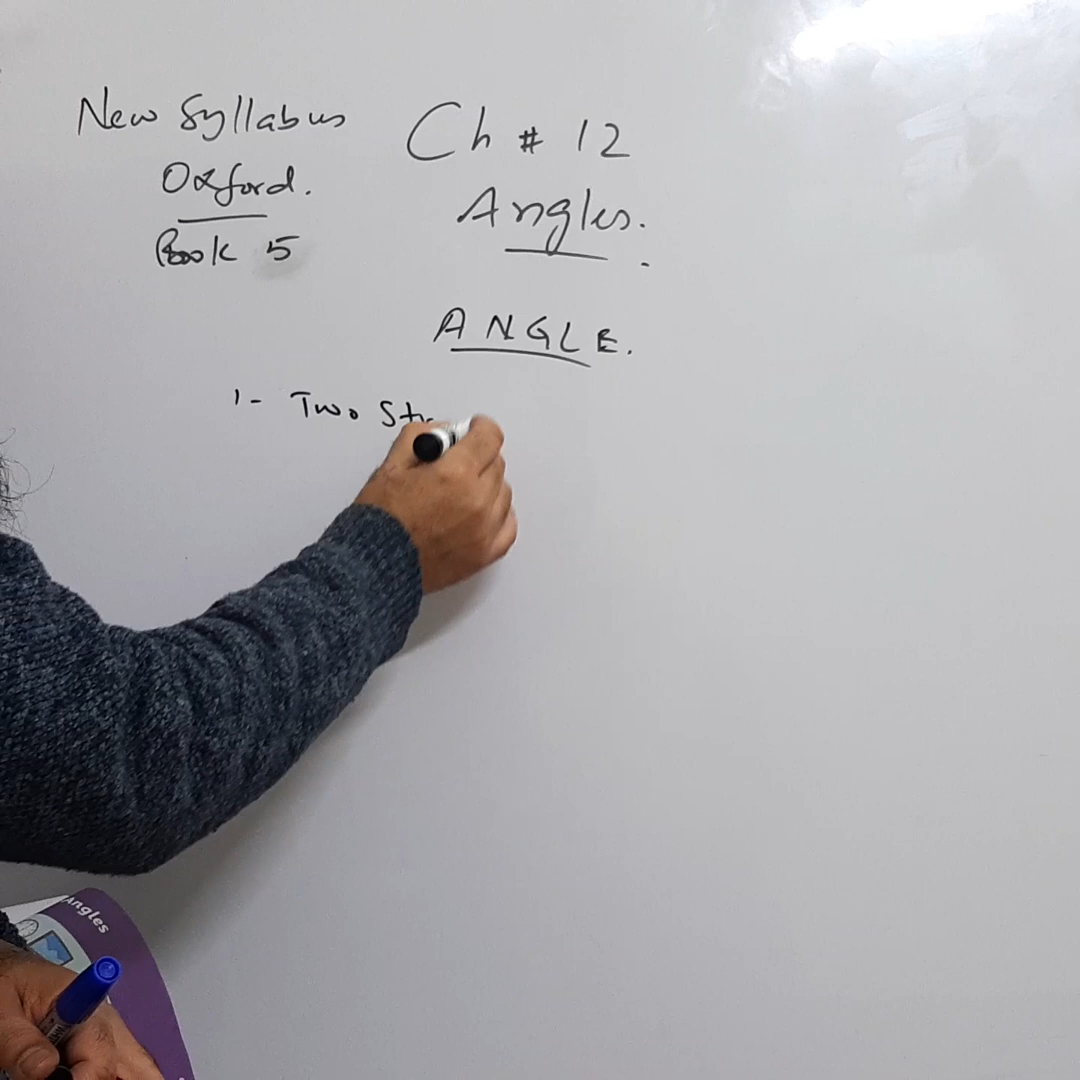 New Syllabus
Oxford.
Book 5
Ch # 12
Angles.
ANGLE.
1- Two St
Angles